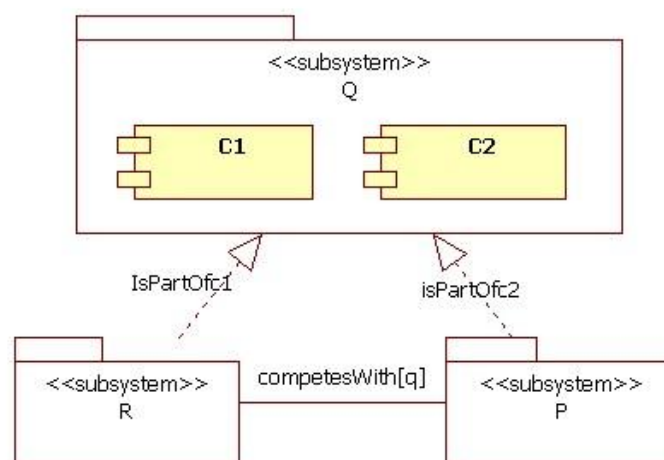 <<subsystem>>
Q
C1
C2
IsPartOfc1
isPartOfc2
<<subsystem>>
R
competesWith[q]
<<subsystem>>
P